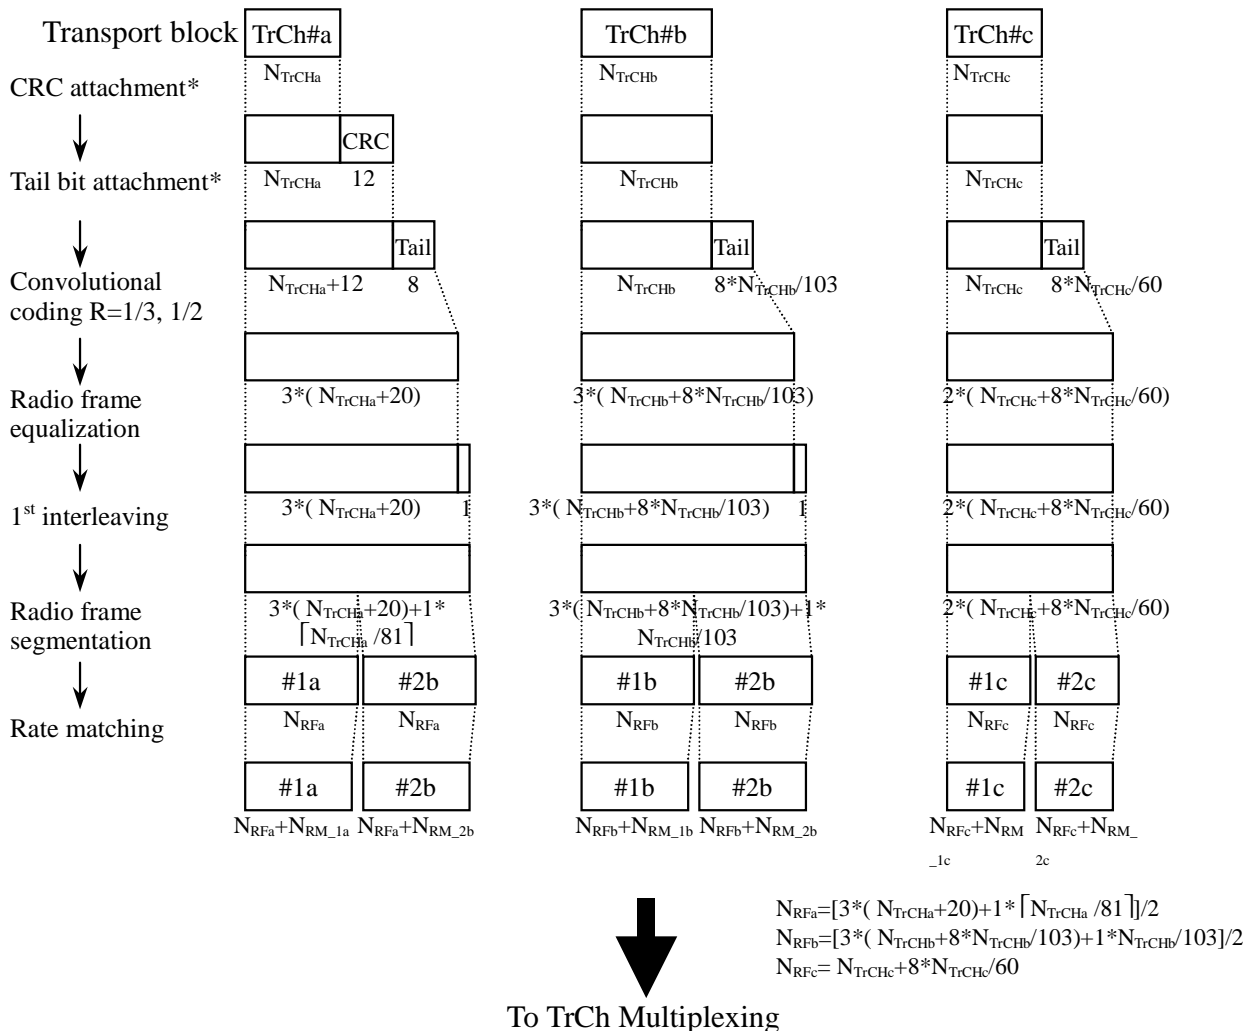 Transport block TrCh#a TrCh#b TrCh#c
N_TrCHa N_TrCHb N_TrCHc
CRC attachment*
CRC
N_TrCHa 12 N_TrCHb N_TrCHc
Tail bit attachment*
Tail Tail Tail
N_TrCHa+12 8 N_TrCHb 8*N_TrCHb/103 N_TrCHc 8*N_TrCHc/60
Convolutional
coding R=1/3, 1/2
3*( N_TrCHa+20) 3*( N_TrCHb+8*N_TrCHb/103) 2*( N_TrCHc+8*N_TrCHc/60)
Radio frame
equalization
3*( N_TrCHa+20) 1 3*( N_TrCHb+8*N_TrCHb/103) 1 2*( N_TrCHc+8*N_TrCHc/60)
1st interleaving
3*( N_TrCHa+20)+1* 3*( N_TrCHb+8*N_TrCHb/103)+1* 2*( N_TrCHc+8*N_TrCHc/60)
⌈N_TrCHa /81⌉ N_TrCHb/103
Radio frame
segmentation
#1a #2b #1b #2b #1c #2c
N_RFa N_RFa N_RFb N_RFb N_RFc N_RFc
Rate matching
#1a #2b #1b #2b #1c #2c
N_RFa+N_RM_1a N_RFa+N_RM_2b N_RFb+N_RM_1b N_RFb+N_RM_2b N_RFc+N_RM N_RFc+N_RM_
_1c 2c
N_RFa=[3*( N_TrCHa+20)+1*⌈N_TrCHa /81⌉]/2
N_RFb=[3*( N_TrCHb+8*N_TrCHb/103)+1*N_TrCHb/103]/2
N_RFc= N_TrCHc+8*N_TrCHc/60
To TrCh Multiplexing